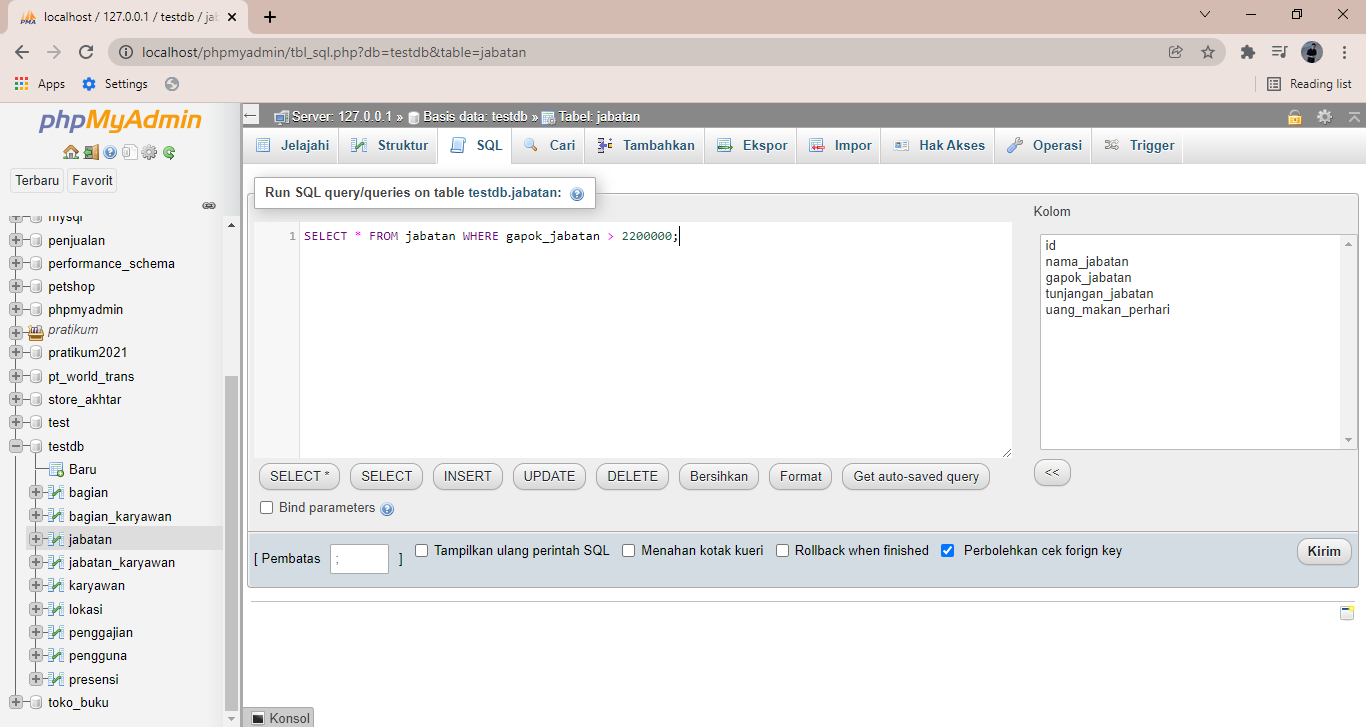 localhost / 127.0.0.1 / testdb / jab
localhost/phpmyadmin/tbl_sql.php?db=testdb&table=jabatan
Apps Settings Reading list
phpMyAdmin
Terbaru Favorit
mysql
penjualan
performance_schema
petshop
phpmyadmin
pratikum
pratikum2021
pt_world_trans
store_akhtar
test
testdb
Baru
bagian
bagian_karyawan
jabatan
jabatan_karyawan
karyawan
lokasi
penggajian
pengguna
presensi
toko_buku
Server: 127.0.0.1 » Basis data: testdb » Tabel: jabatan
Jelajahi Struktur SQL Cari Tambahkan Ekspor Impor Hak Akses Operasi Trigger
Run SQL query/queries on table testdb.jabatan:
1 SELECT * FROM jabatan WHERE gapok_jabatan > 2200000;
Kolom
id
nama_jabatan
gapok_jabatan
tunjangan_jabatan
uang_makan_perhari
SELECT * SELECT INSERT UPDATE DELETE Bersihkan Format Get auto-saved query <<
Bind parameters
[ Pembatas ; ] Tampilkan ulang perintah SQL Menahan kotak kueri Rollback when finished Perbolehkan cek forign key Kirim
Konsol